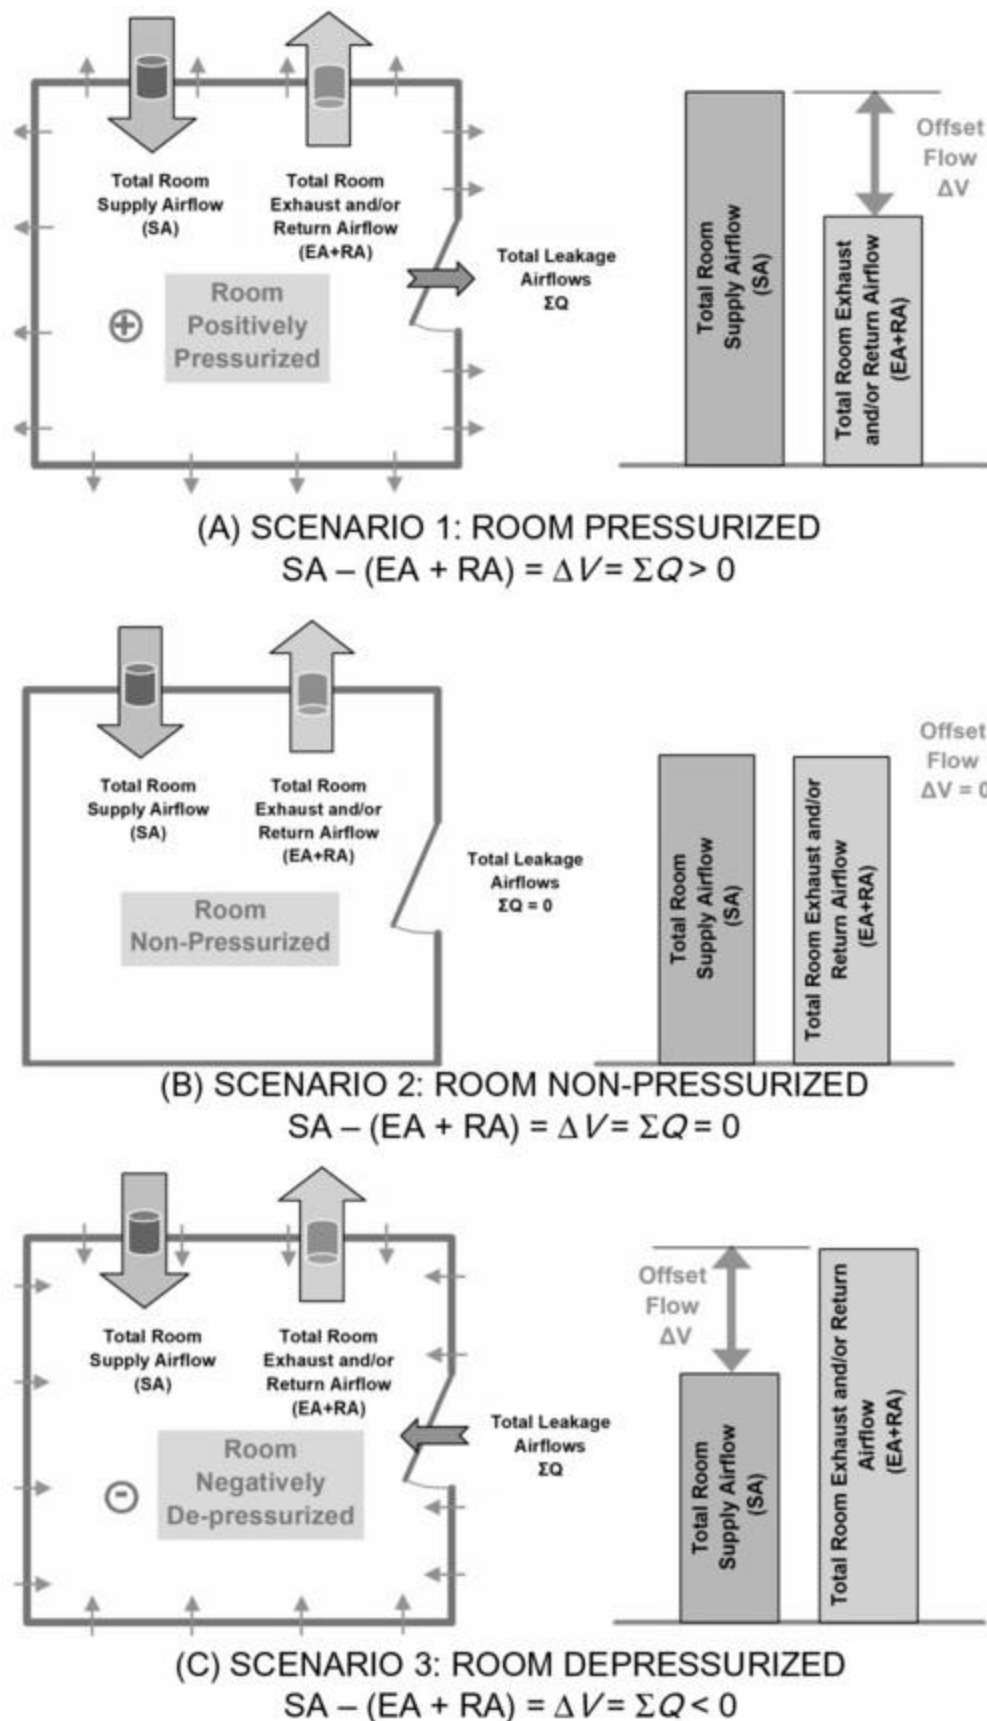 Total Room
Supply Airflow
(SA)
Total Room
Exhaust and/or
Return Airflow
(EA+RA)
Total Leakage
Airflows
ΣQ
+
Room
Positively
Pressurized
Total Room
Supply Airflow
(SA)
Total Room Exhaust
and/or Return Airflow
(EA+RA)
Offset
Flow
ΔV
(A) SCENARIO 1: ROOM PRESSURIZED
SA – (EA + RA) = ΔV = ΣQ > 0
Total Room
Supply Airflow
(SA)
Total Room
Exhaust and/or
Return Airflow
(EA+RA)
Total Leakage
Airflows
ΣQ = 0
Room
Non-Pressurized
Total Room
Supply Airflow
(SA)
Total Room Exhaust and/or
Return Airflow
(EA+RA)
Offset
Flow
ΔV = 0
(B) SCENARIO 2: ROOM NON-PRESSURIZED
SA – (EA + RA) = ΔV = ΣQ = 0
Total Room
Supply Airflow
(SA)
Total Room
Exhaust and/or
Return Airflow
(EA+RA)
Total Leakage
Airflows
ΣQ
-
Room
Negatively
De-pressurized
Offset
Flow
ΔV
Total Room
Supply Airflow
(SA)
Total Room Exhaust and/or Return
Airflow
(EA+RA)
(C) SCENARIO 3: ROOM DEPRESSURIZED
SA – (EA + RA) = ΔV = ΣQ < 0